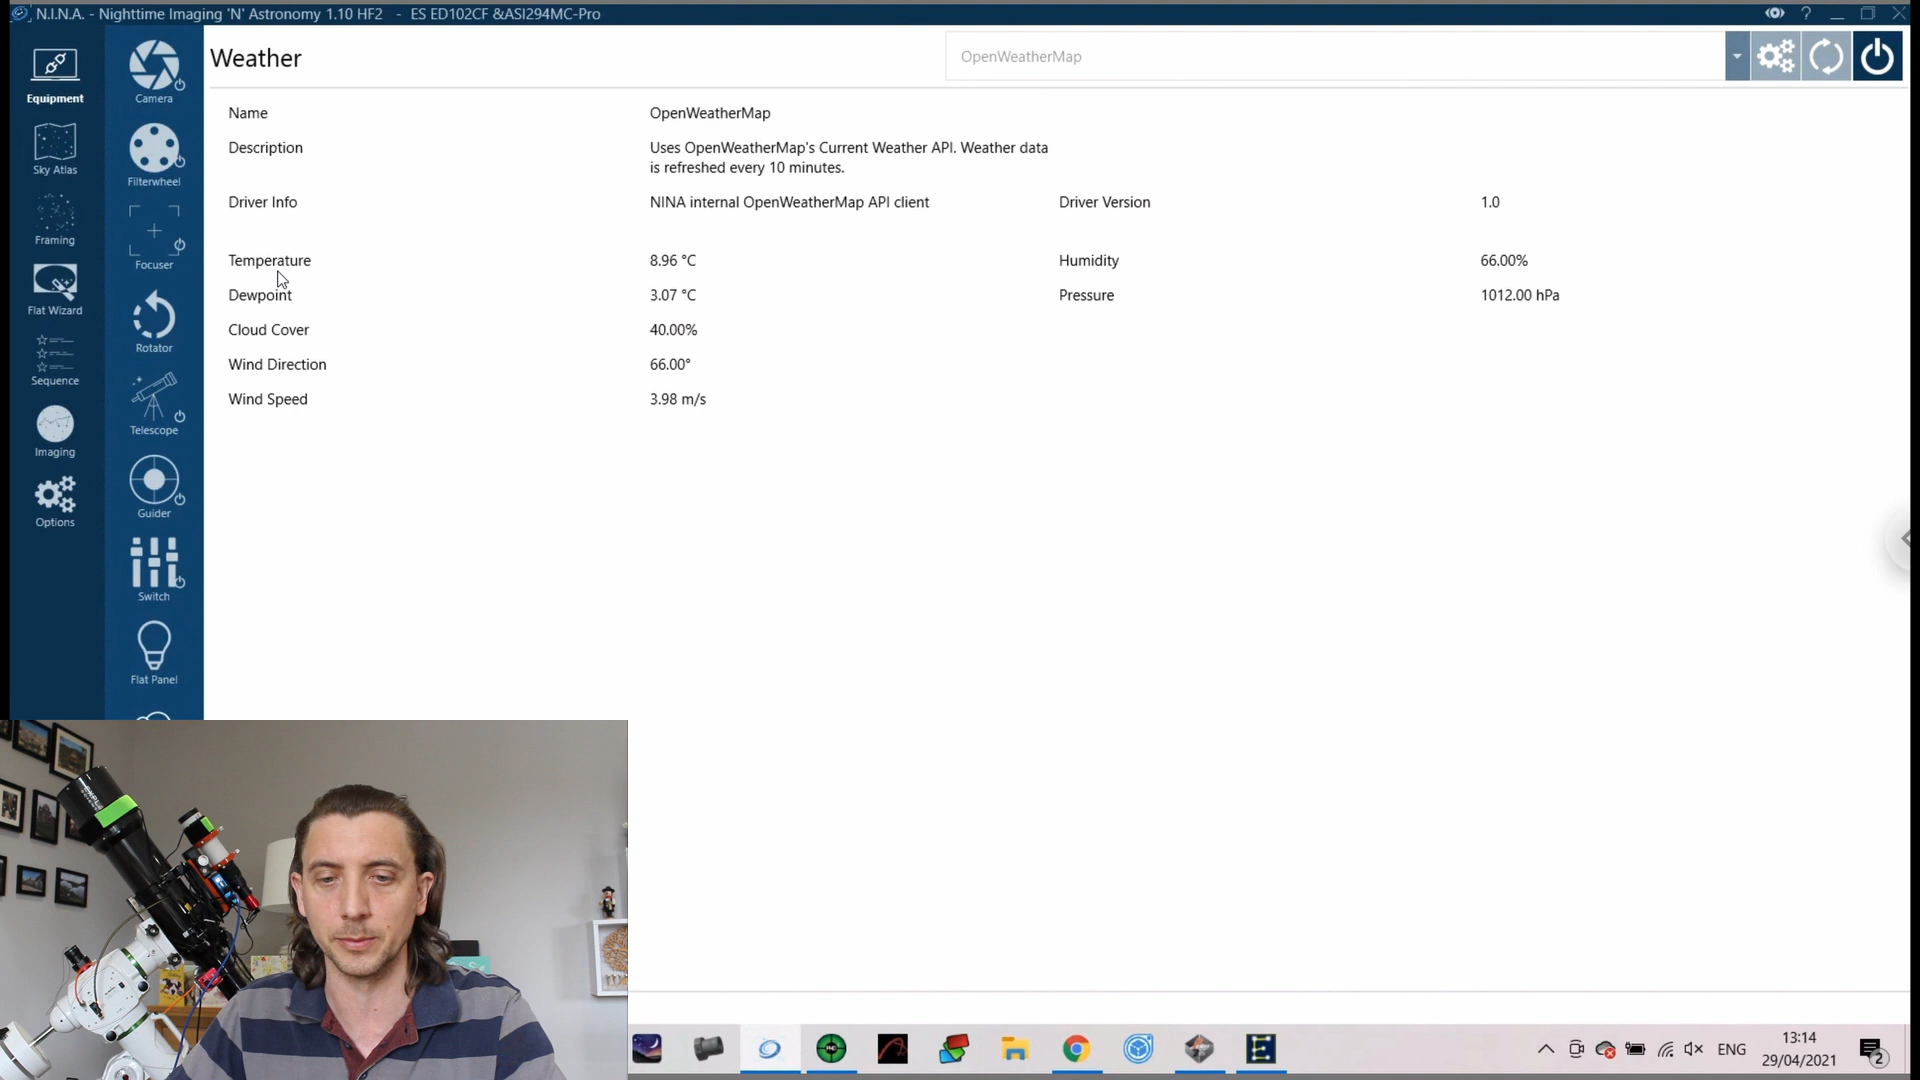 N.I.N.A. - Nighttime Imaging 'N' Astronomy 1.10 HF2 - ES ED102CF &ASI294MC-Pro
Equipment
Sky Atlas
Framing
Flat Wizard
Sequence
Imaging
Options
Camera
Filterwheel
Focuser
Rotator
Telescope
Guider
Switch
Flat Panel
Weather
OpenWeatherMap
Name OpenWeatherMap
Description Uses OpenWeatherMap's Current Weather API. Weather data
is refreshed every 10 minutes.
Driver Info NINA internal OpenWeatherMap API client Driver Version 1.0
Temperature 8.96 °C Humidity 66.00%
Dewpoint 3.07 °C Pressure 1012.00 hPa
Cloud Cover 40.00%
Wind Direction 66.00°
Wind Speed 3.98 m/s
ENG
13:14
29/04/2021
2